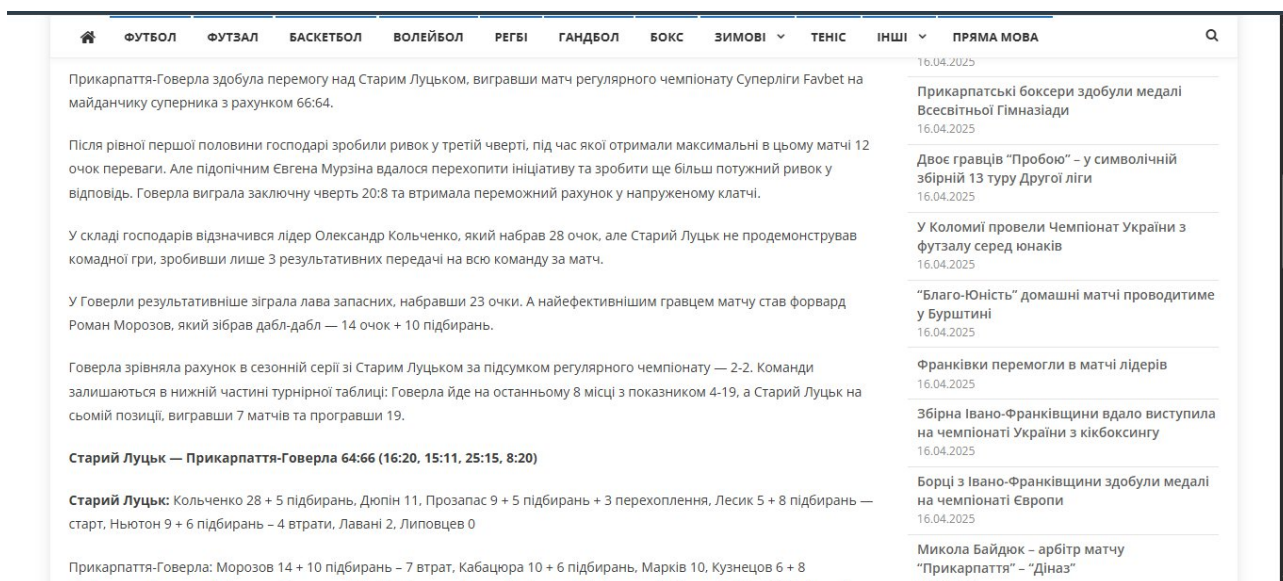 ФУТБОЛ ФУТЗАЛ БАСКЕТБОЛ ВОЛЕЙБОЛ РЕГБІ ГАНДБОЛ БОКС ЗИМОВІ ТЕНІС ІНШІ ПРЯМА МОВА
Прикарпаття-Говерла здобула перемогу над Старим Луцьком, вигравши матч регулярного чемпіонату Суперліги Favbet на
майданчику суперника з рахунком 66:64.
Після рівної першої половини господарі зробили ривок у третій чверті, під час якої отримали максимальні в цьому матчі 12
очок переваги. Але підопічним Євгена Мурзіна вдалося перехопити ініціативу та зробити ще більш потужний ривок у
відповідь. Говерла виграла заключну чверть 20:8 та втримала переможний рахунок у напруженому клатчі.
У складі господарів відзначився лідер Олександр Кольченко, який набрав 28 очок, але Старий Луцьк не продемонстрував
комадної гри, зробивши лише 3 результативних передачі на всю команду за матч.
У Говерли результативніше зіграла лава запасних, набравши 23 очки. А найефективнішим гравцем матчу став форвард
Роман Морозов, який зібрав дабл-дабл — 14 очок + 10 підбирань.
Говерла зрівняла рахунок в сезонній серії зі Старим Луцьком за підсумком регулярного чемпіонату — 2-2. Команди
залишаються в нижній частині турнірної таблиці: Говерла йде на останньому 8 місці з показником 4-19, а Старий Луцьк на
сьомій позиції, вигравши 7 матчів та програвши 19.
Старий Луцьк — Прикарпаття-Говерла 64:66 (16:20, 15:11, 25:15, 8:20)
Старий Луцьк: Кольченко 28 + 5 підбирань, Дюпін 11, Прозапас 9 + 5 підбирань + 3 перехоплення, Лесик 5 + 8 підбирань —
старт, Ньютон 9 + 6 підбирань – 4 втрати, Лавані 2, Липовцев 0
Прикарпаття-Говерла: Морозов 14 + 10 підбирань – 7 втрат, Кабацюра 10 + 6 підбирань, Марків 10, Кузнецов 6 + 8
16.04.2025
Прикарпатські боксери здобули медалі
Всесвітньої Гімназіади
16.04.2025
Двоє гравців “Пробою” – у символічній
збірній 13 туру Другої ліги
16.04.2025
У Коломиї провели Чемпіонат України з
футзалу серед юнаків
16.04.2025
“Благо-Юність” домашні матчі проводитиме
у Бурштині
16.04.2025
Франківки перемогли в матчі лідерів
16.04.2025
Збірна Івано-Франківщини вдало виступила
на чемпіонаті України з кікбоксингу
16.04.2025
Борці з Івано-Франківщини здобули медалі
на чемпіонаті Європи
16.04.2025
Микола Байдюк – арбітр матчу
“Прикарпаття” – “Діназ”